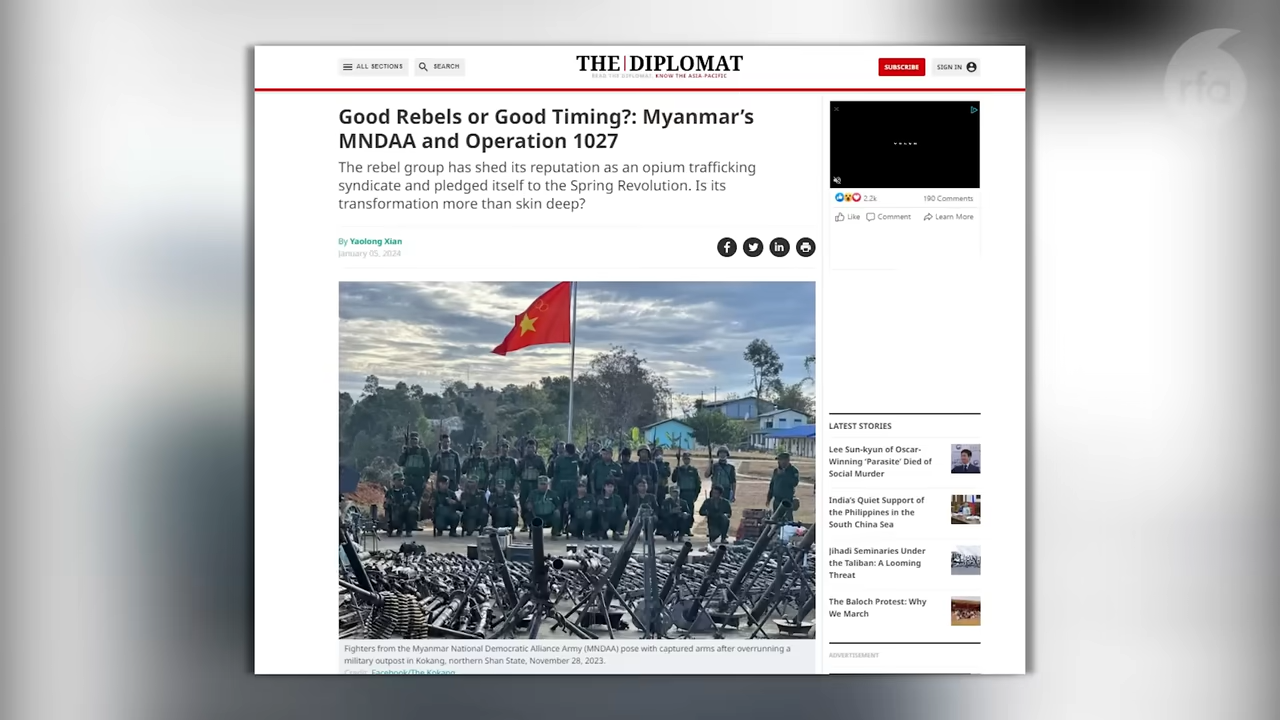 rfa
ALL SECTIONS
SEARCH
THE|DIPLOMAT
READ THE DIPLOMAT, KNOW THE ASIA-PACIFIC
SUBSCRIBE
SIGN IN
Good Rebels or Good Timing?: Myanmar's
MNDAA and Operation 1027
The rebel group has shed its reputation as an opium trafficking
syndicate and pledged itself to the Spring Revolution. Is its
transformation more than skin deep?
By Yaolong Xian
January 05, 2024
2.2k
190 Comments
Like
Comment
Learn More
LATEST STORIES
Lee Sun-kyun of Oscar-
Winning 'Parasite' Died of
Social Murder
India's Quiet Support of
the Philippines in the
South China Sea
Jihadi Seminaries Under
the Taliban: A Looming
Threat
The Baloch Protest: Why
We March
ADVERTISEMENT
Fighters from the Myanmar National Democratic Alliance Army (MNDAA) pose with captured arms after overrunning a
military outpost in Kokang, northern Shan State, November 28, 2023.
Credit: Facebook/The Kokang